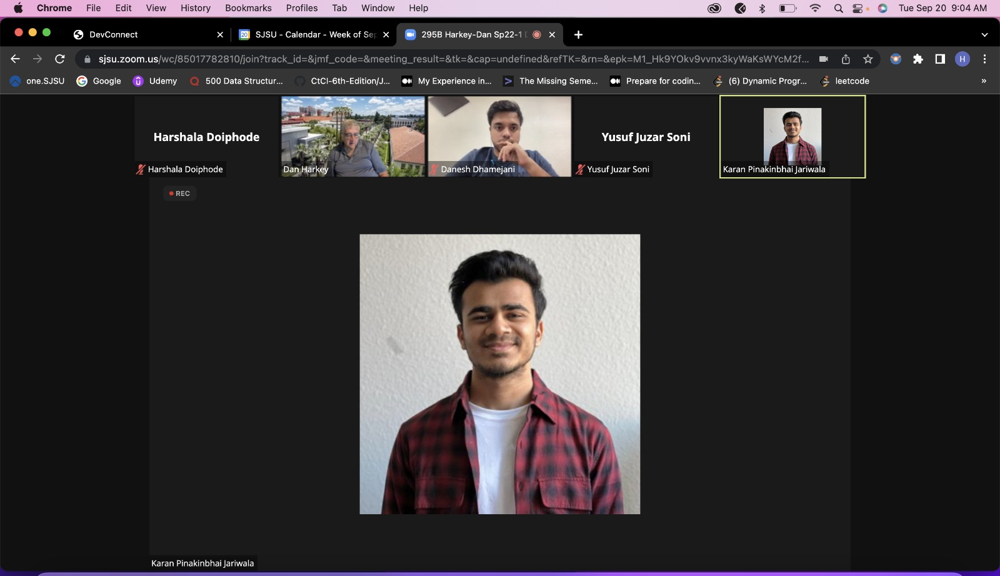 Chrome File Edit View History Bookmarks Profiles Tab Window Help Tue Sep 20 9:04 AM
DevConnect SJSU - Calendar - Week of Sep 295B Harkey-Dan Sp22-1
sjsu.zoom.us/wc/85017782810/join?track_id=&jmf_code=&meeting_result=&tk=&cap=undefined&refTK=&rn=&epk=M1_Hk9YOkv9vvnx3kyWaKsWYcM2f... H
one.SJSU Google Udemy 500 Data Structur... CtCI-6th-Edition/J... My Experience in... The Missing Seme... Prepare for codin... (6) Dynamic Progr... leetcode »
Harshala Doiphode Yusuf Juzar Soni
Harshala Doiphode Dan Harkey Danesh Dhamejani Yusuf Juzar Soni Karan Pinakinbhai Jariwala
REC
Karan Pinakinbhai Jariwala